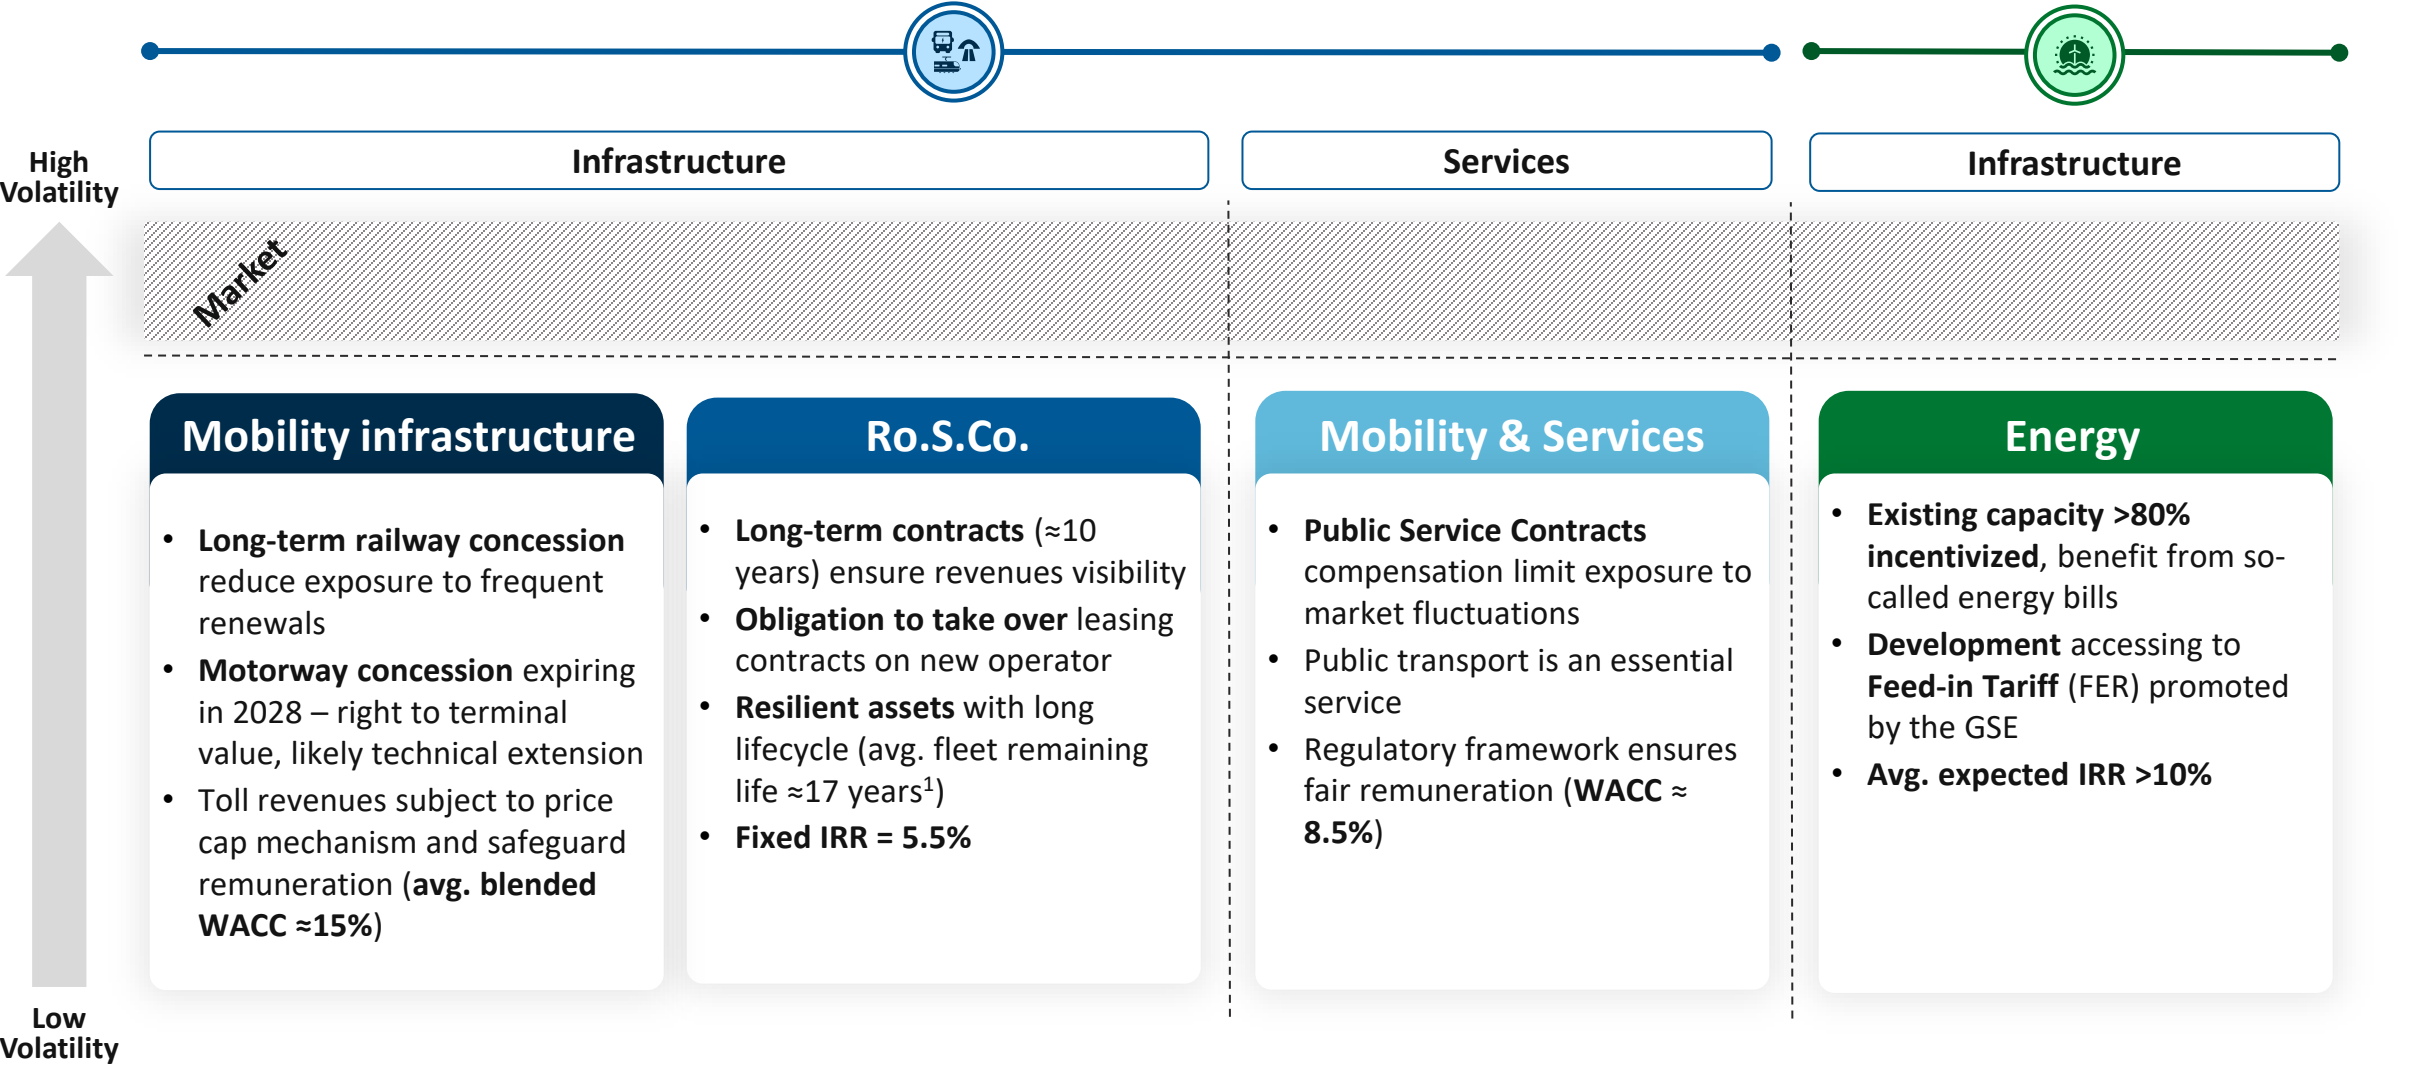 Infrastructure
Services
Infrastructure
High
Volatility
Market
Low
Volatility
Mobility infrastructure
• Long-term railway concession
reduce exposure to frequent
renewals
• Motorway concession expiring
in 2028 – right to terminal
value, likely technical extension
• Toll revenues subject to price
cap mechanism and safeguard
remuneration (avg. blended
WACC ≈15%)
Ro.S.Co.
• Long-term contracts (≈10
years) ensure revenues visibility
• Obligation to take over leasing
contracts on new operator
• Resilient assets with long
lifecycle (avg. fleet remaining
life ≈17 years¹)
• Fixed IRR = 5.5%
Mobility & Services
• Public Service Contracts
compensation limit exposure to
market fluctuations
• Public transport is an essential
service
• Regulatory framework ensures
fair remuneration (WACC ≈
8.5%)
Energy
• Existing capacity >80%
incentivized, benefit from so-
called energy bills
• Development accessing to
Feed-in Tariff (FER) promoted
by the GSE
• Avg. expected IRR >10%